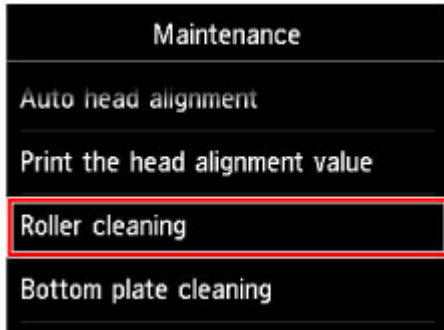 Maintenance
Auto head alignment
Print the head alignment value
Roller cleaning
Bottom plate cleaning